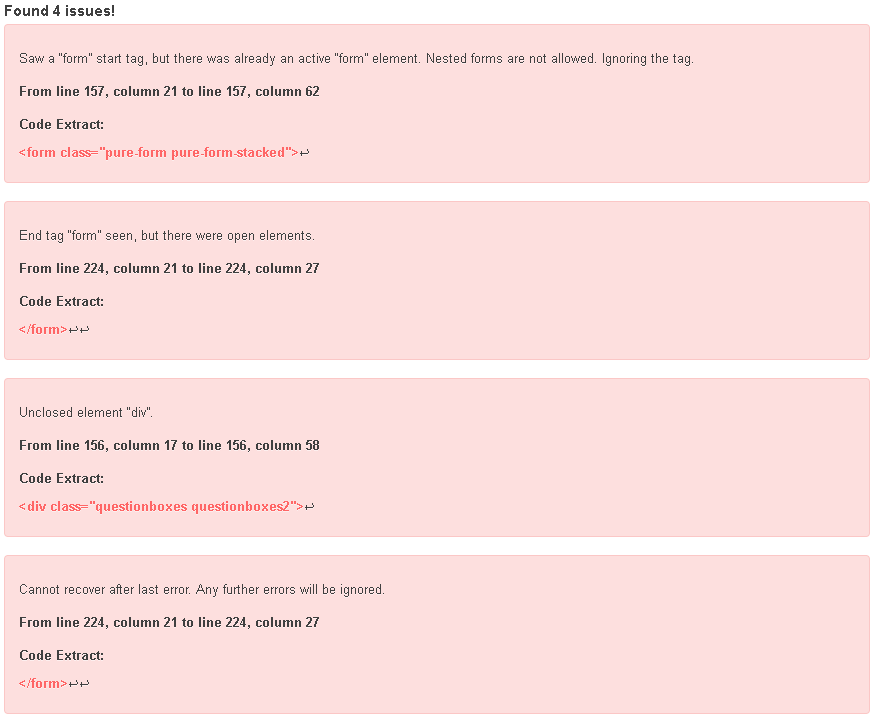 Found 4 issues!
Saw a "form" start tag, but there was already an active "form" element. Nested forms are not allowed. Ignoring the tag.
From line 157, column 21 to line 157, column 62
Code Extract:
<form class="pure-form pure-form-stacked">↩
End tag "form" seen, but there were open elements.
From line 224, column 21 to line 224, column 27
Code Extract:
</form>↩↩
Unclosed element "div".
From line 156, column 17 to line 156, column 58
Code Extract:
<div class="questionboxes questionboxes2">↩
Cannot recover after last error. Any further errors will be ignored.
From line 224, column 21 to line 224, column 27
Code Extract:
</form>↩↩